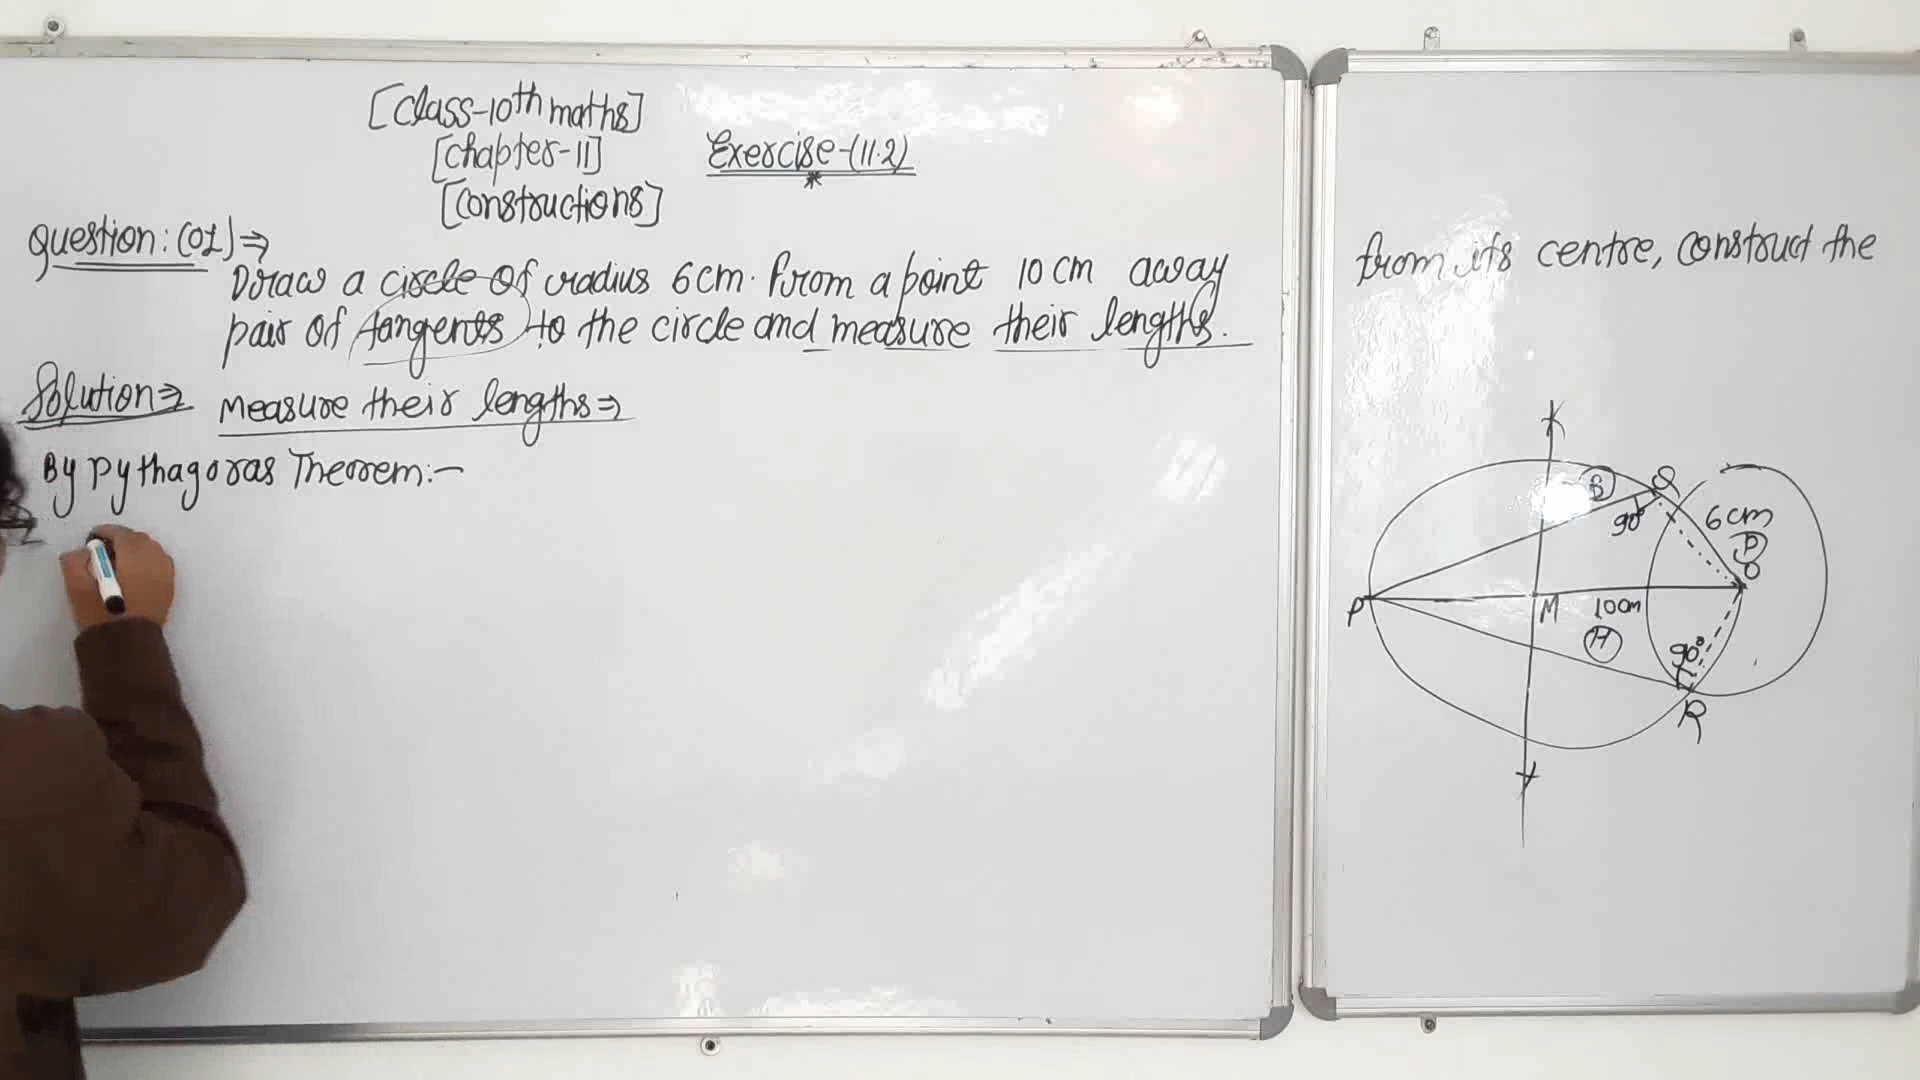 [Class-10th maths]
[Chapter-11]
Exercise-(11.2)
[Constructions]
Question:(01)⇒
Draw a circle of radius 6cm. From a point 10cm away from its centre, construct the
pair of tangents to the circle and measure their lengths.
Solution⇒ Measure their lengths⇒
By Pythagoras Theorem:-
B
Q
90°
6cm
P
O
P
M
10cm
H
90°
R